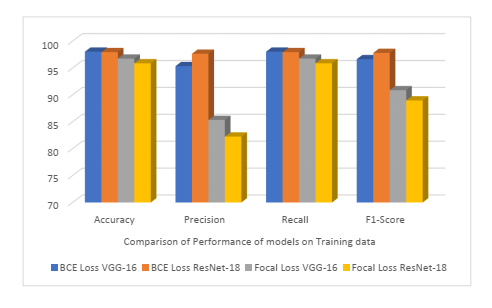 100
95
90
85
80
75
70
Accuracy Precision Recall F1-Score
Comparison of Performance of models on Training data
BCE Loss VGG-16 BCE Loss ResNet-18 Focal Loss VGG-16 Focal Loss ResNet-18